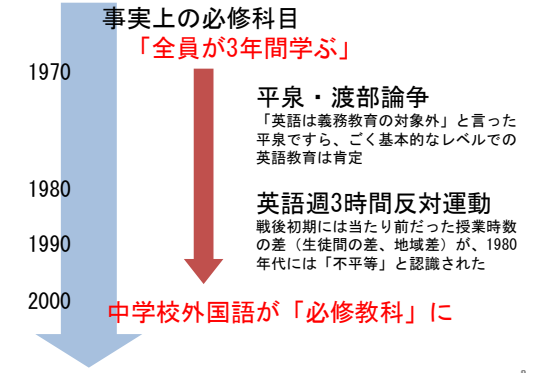 事実上の必修科目
「全員が3年間学ぶ」
1970
平泉・渡部論争
「英語は義務教育の対象外」と言った
平泉ですら、ごく基本的なレベルでの
英語教育は肯定
1980
英語週3時間反対運動
戦後初期には当たり前だった授業時数
の差（生徒間の差、地域差）が、1980
年代には「不平等」と認識された
1990
2000
中学校外国語が「必修教科」に